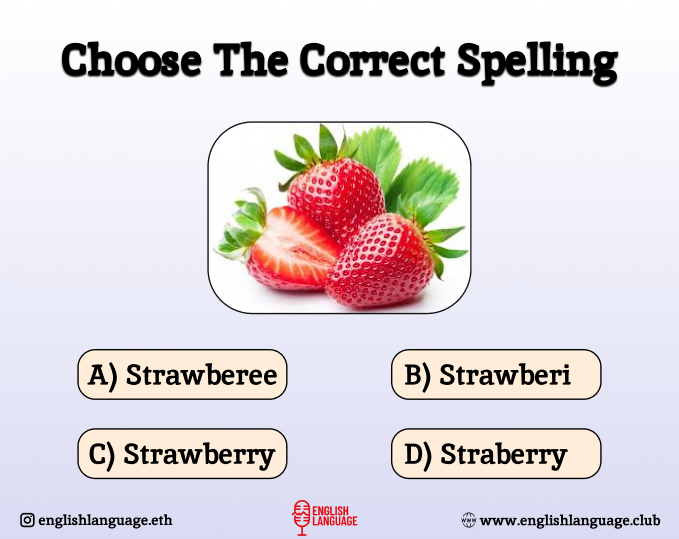 Choose The Correct Spelling
A) Strawberee
B) Strawberi
C) Strawberry
D) Straberry
englishlanguage.eth
ENGLISH
LANGUAGE
www.englishlanguage.club